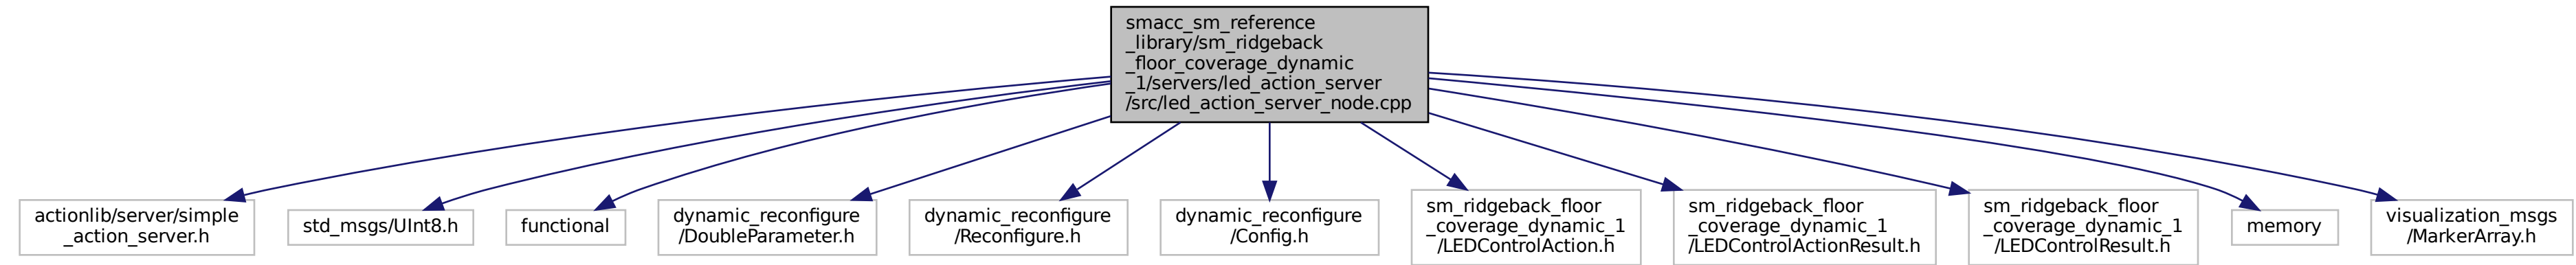 smacc_sm_reference
_library/sm_ridgeback
_floor_coverage_dynamic
_1/servers/led_action_server
/src/led_action_server_node.cpp
actionlib/server/simple
_action_server.h
std_msgs/UInt8.h
functional
dynamic_reconfigure
/DoubleParameter.h
dynamic_reconfigure
/Reconfigure.h
dynamic_reconfigure
/Config.h
sm_ridgeback_floor
_coverage_dynamic_1
/LEDControlAction.h
sm_ridgeback_floor
_coverage_dynamic_1
/LEDControlActionResult.h
sm_ridgeback_floor
_coverage_dynamic_1
/LEDControlResult.h
memory
visualization_msgs
/MarkerArray.h